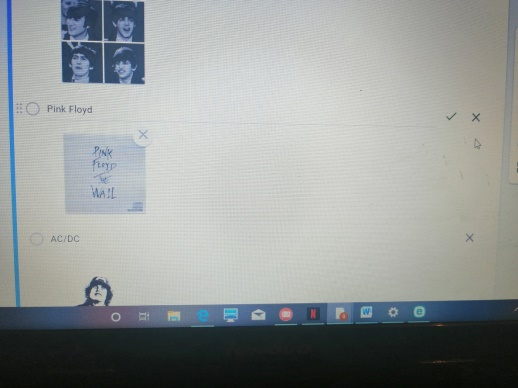 Pink Floyd
PINK
FLOYD
THE
WALL
AC/DC